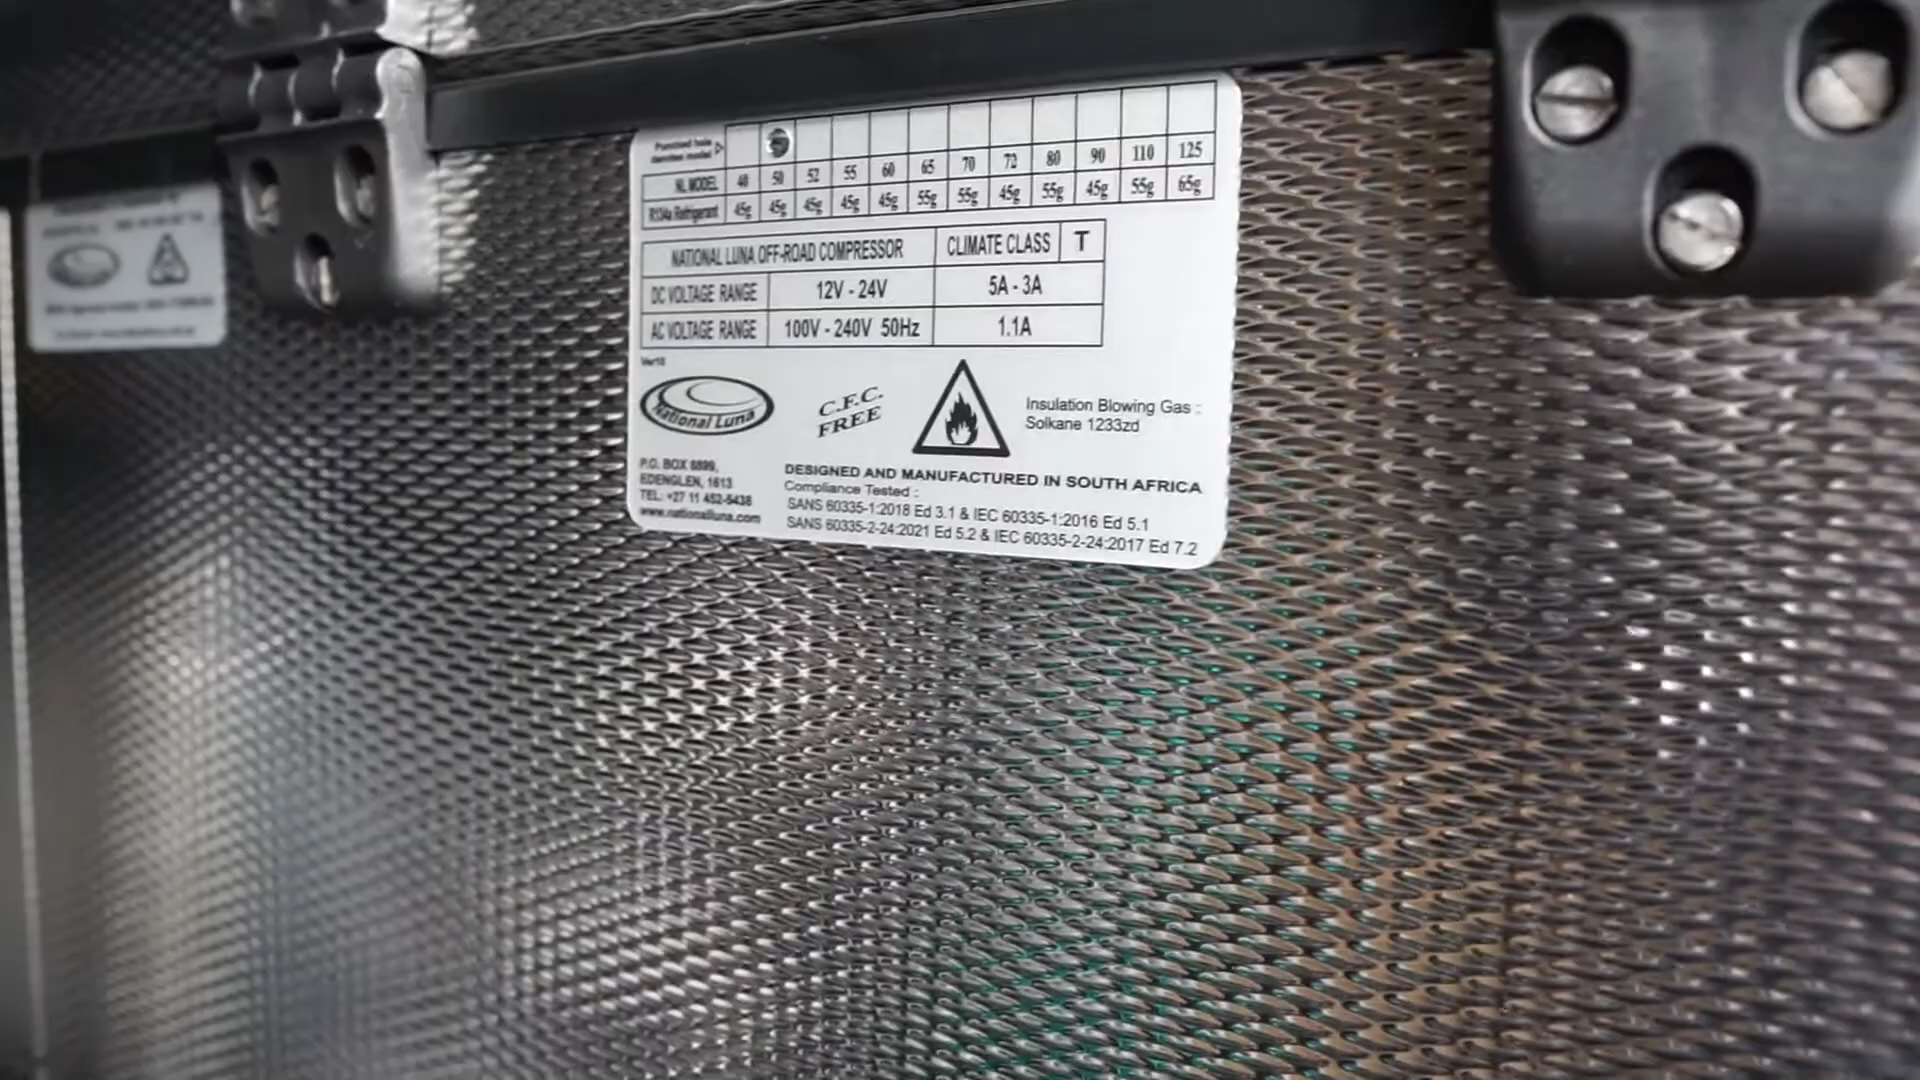 Punched hole
denotes model
NL MODEL 40 50 52 55 60 65 70 72 80 90 110 125
R134a Refrigerant 45g 45g 45g 45g 45g 55g 55g 45g 55g 45g 55g 65g
NATIONAL LUNA OFF-ROAD COMPRESSOR CLIMATE CLASS T
DC VOLTAGE RANGE 12V - 24V 5A - 3A
AC VOLTAGE RANGE 100V - 240V 50Hz 1.1A
National Luna
C.F.C.
FREE
Insulation Blowing Gas :
Solkane 1233zd
P.O. BOX 6899,
EDENGLEN, 1613
TEL: +27 11 452-5438
www.nationalluna.com
DESIGNED AND MANUFACTURED IN SOUTH AFRICA
Compliance Tested :
SANS 60335-1:2018 Ed 3.1 & IEC 60335-1:2016 Ed 5.1
SANS 60335-2-24:2021 Ed 5.2 & IEC 60335-2-24:2017 Ed 7.2